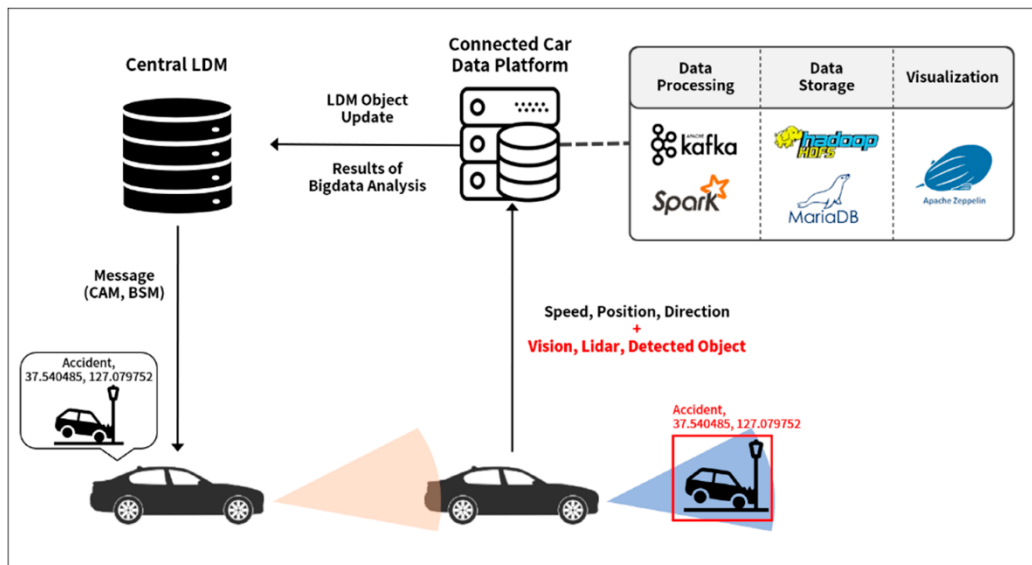 Central LDM
Connected Car
Data Platform
LDM Object
Update
Results of
Bigdata Analysis
Data
Processing
Data
Storage
Visualization
APACHE
kafka
Spark
hadoop
HDFS
MariaDB
Apache Zeppelin
Message
(CAM, BSM)
Speed, Position, Direction
+
Vision, Lidar, Detected Object
Accident,
37.540485, 127.079752
Accident,
37.540485, 127.079752